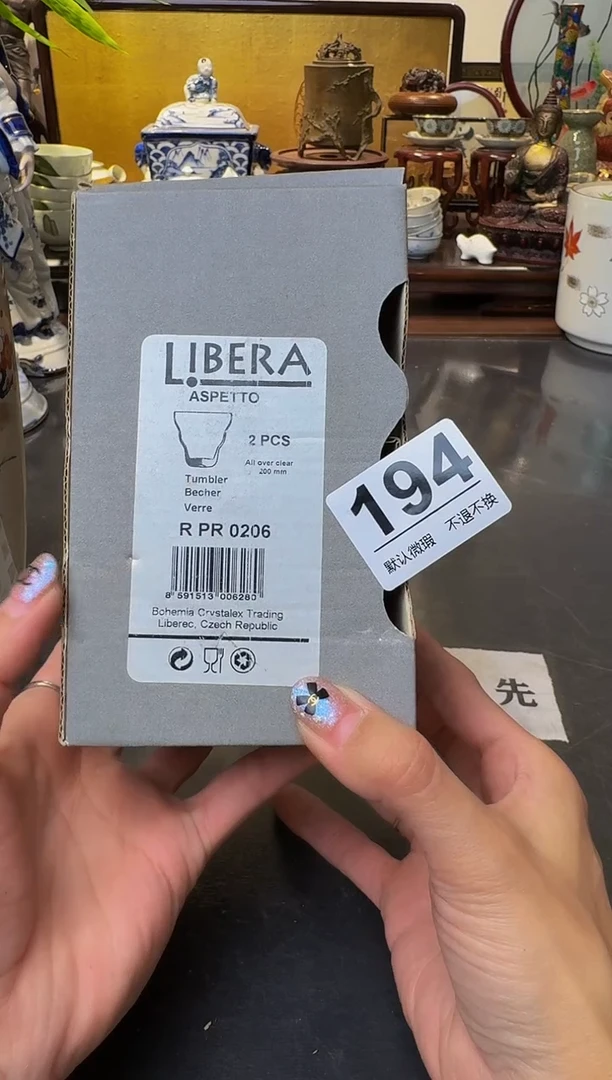 LIBERA
ASPETTO
2 PCS
All over clear
200 mm
Tumbler
Becher
Verre
R PR 0206
8 591513 006280
Bohemia Crystalex Trading
Liberec, Czech Republic
194
默认微瑕 不退不换
先